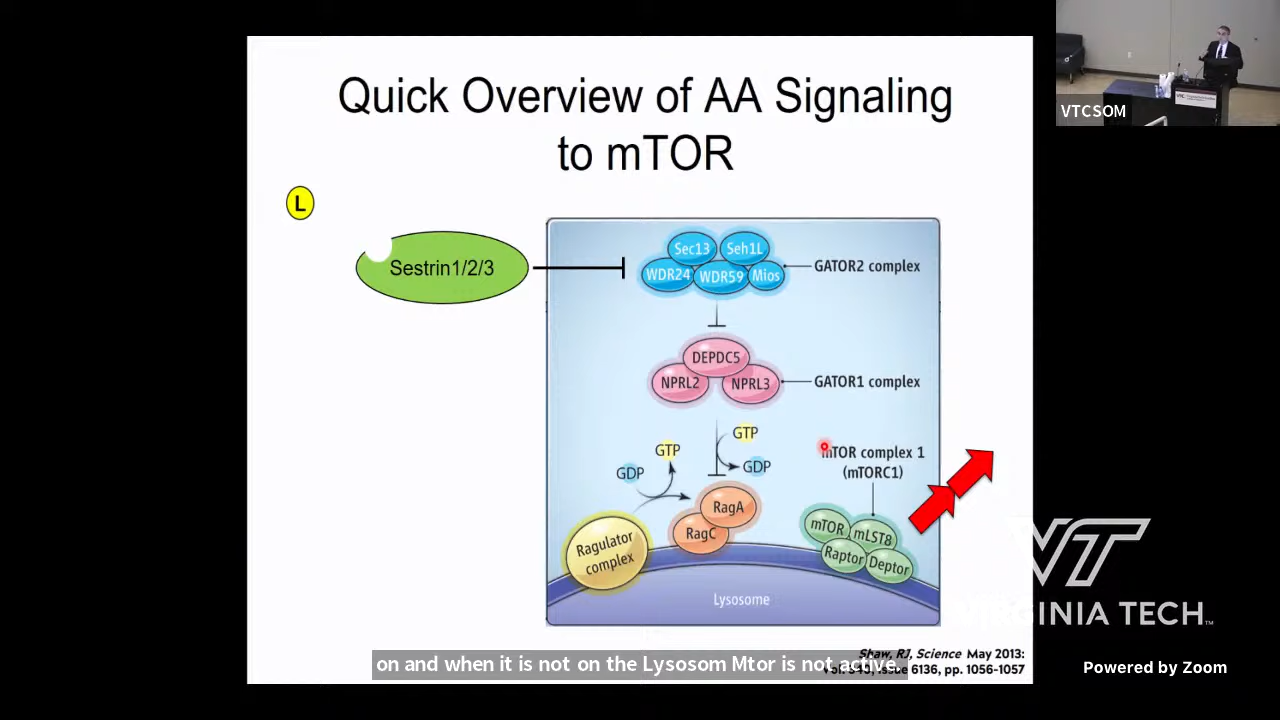 Quick Overview of AA Signaling
to mTOR
VTCSOM
L
Sestrin1/2/3
Sec13
Seh1L
WDR24
WDR59
Mios
GATOR2 complex
DEPDC5
NPRL2
NPRL3
GATOR1 complex
GTP
GTP
GDP
GDP
mTOR complex 1
(mTORC1)
RagA
RagC
Ragulator
complex
mTOR
mLST8
Raptor
Deptor
Lysosome
VT
VIRGINIA TECH™
Shaw, RJ, Science May 2013:
Vol. 340, Issue 6136, pp. 1056-1057
on and when it is not on the Lysosom Mtor is not active.
Powered by Zoom